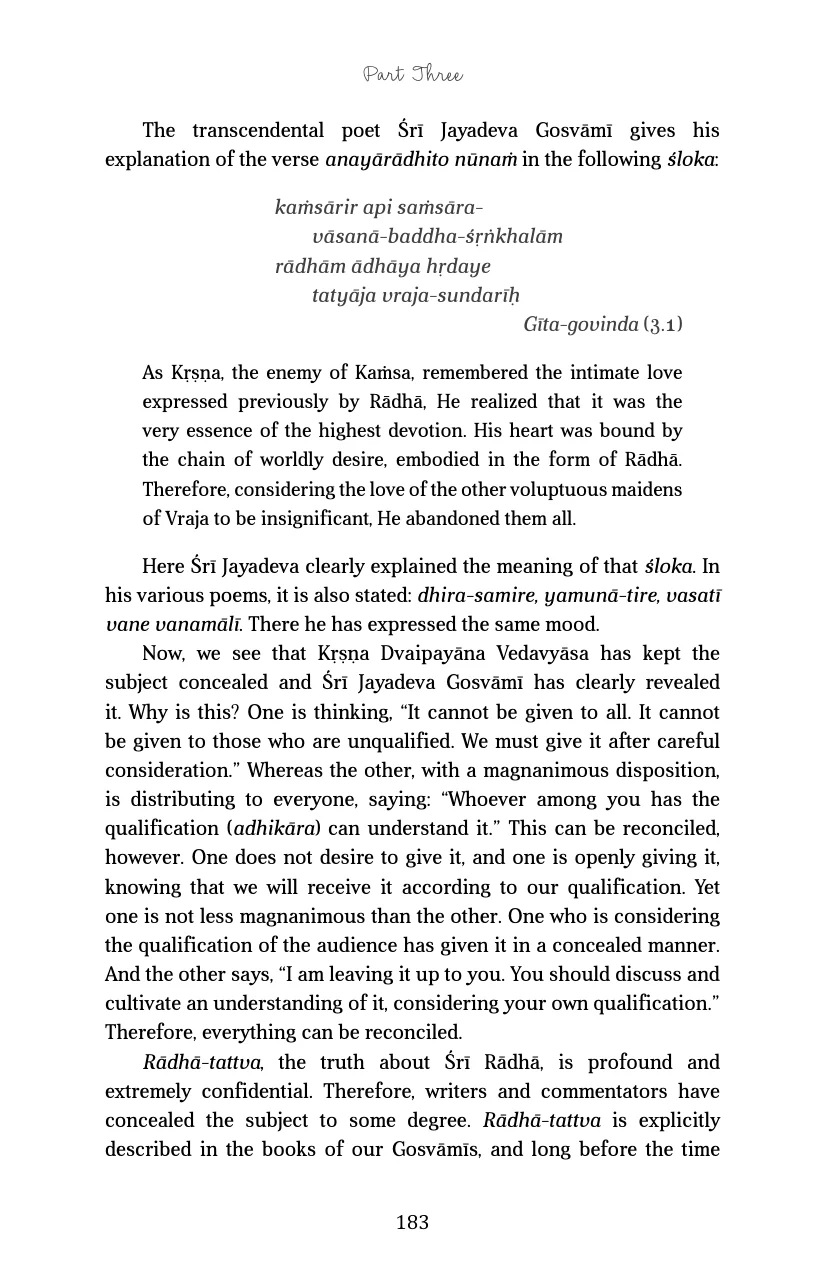 Part Three
The transcendental poet Śrī Jayadeva Gosvāmī gives his
explanation of the verse anayārādhito nūnaṁ in the following śloka:
kaṁsārir api saṁsāra-
vāsanā-baddha-śṛṅkhalām
rādhām ādhāya hṛdaye
tatyāja vraja-sundarīḥ
Gīta-govinda (3.1)
As Kṛṣṇa, the enemy of Kaṁsa, remembered the intimate love
expressed previously by Rādhā, He realized that it was the
very essence of the highest devotion. His heart was bound by
the chain of worldly desire, embodied in the form of Rādhā.
Therefore, considering the love of the other voluptuous maidens
of Vraja to be insignificant, He abandoned them all.
Here Śrī Jayadeva clearly explained the meaning of that śloka. In
his various poems, it is also stated: dhira-samire, yamunā-tire, vasatī
vane vanamālī. There he has expressed the same mood.
Now, we see that Kṛṣṇa Dvaipayāna Vedavyāsa has kept the
subject concealed and Śrī Jayadeva Gosvāmī has clearly revealed
it. Why is this? One is thinking, “It cannot be given to all. It cannot
be given to those who are unqualified. We must give it after careful
consideration.” Whereas the other, with a magnanimous disposition,
is distributing to everyone, saying: “Whoever among you has the
qualification (adhikāra) can understand it.” This can be reconciled,
however. One does not desire to give it, and one is openly giving it,
knowing that we will receive it according to our qualification. Yet
one is not less magnanimous than the other. One who is considering
the qualification of the audience has given it in a concealed manner.
And the other says, “I am leaving it up to you. You should discuss and
cultivate an understanding of it, considering your own qualification.”
Therefore, everything can be reconciled.
Rādhā-tattva, the truth about Śrī Rādhā, is profound and
extremely confidential. Therefore, writers and commentators have
concealed the subject to some degree. Rādhā-tattva is explicitly
described in the books of our Gosvāmīs, and long before the time
183